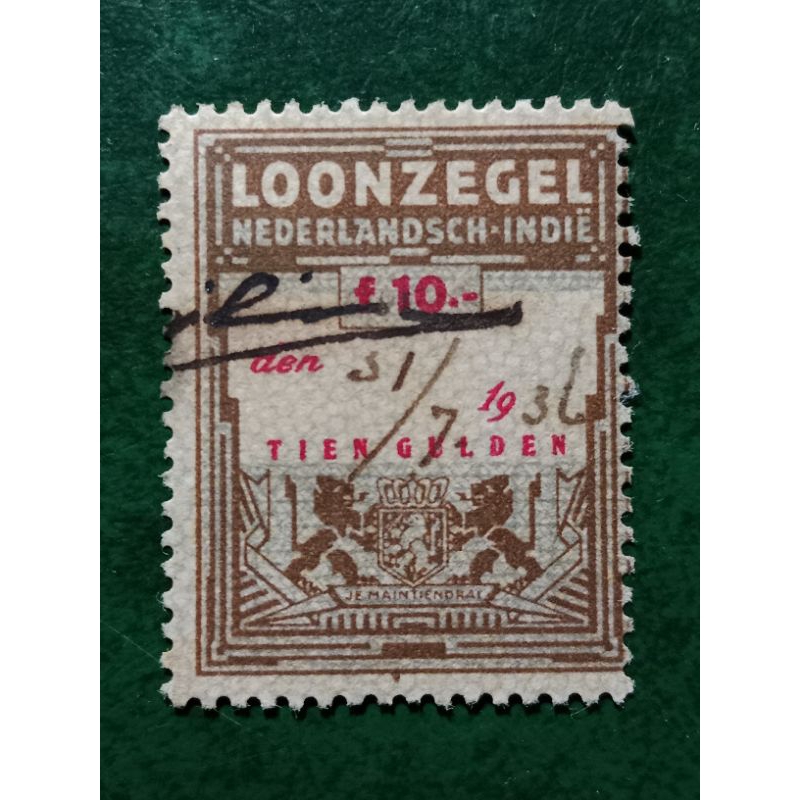 LOONZEGEL
NEDERLANDSCH-INDIË
f 10.-
den 31/7. 1936
TIEN GULDEN
JE MAINTIENDRAI